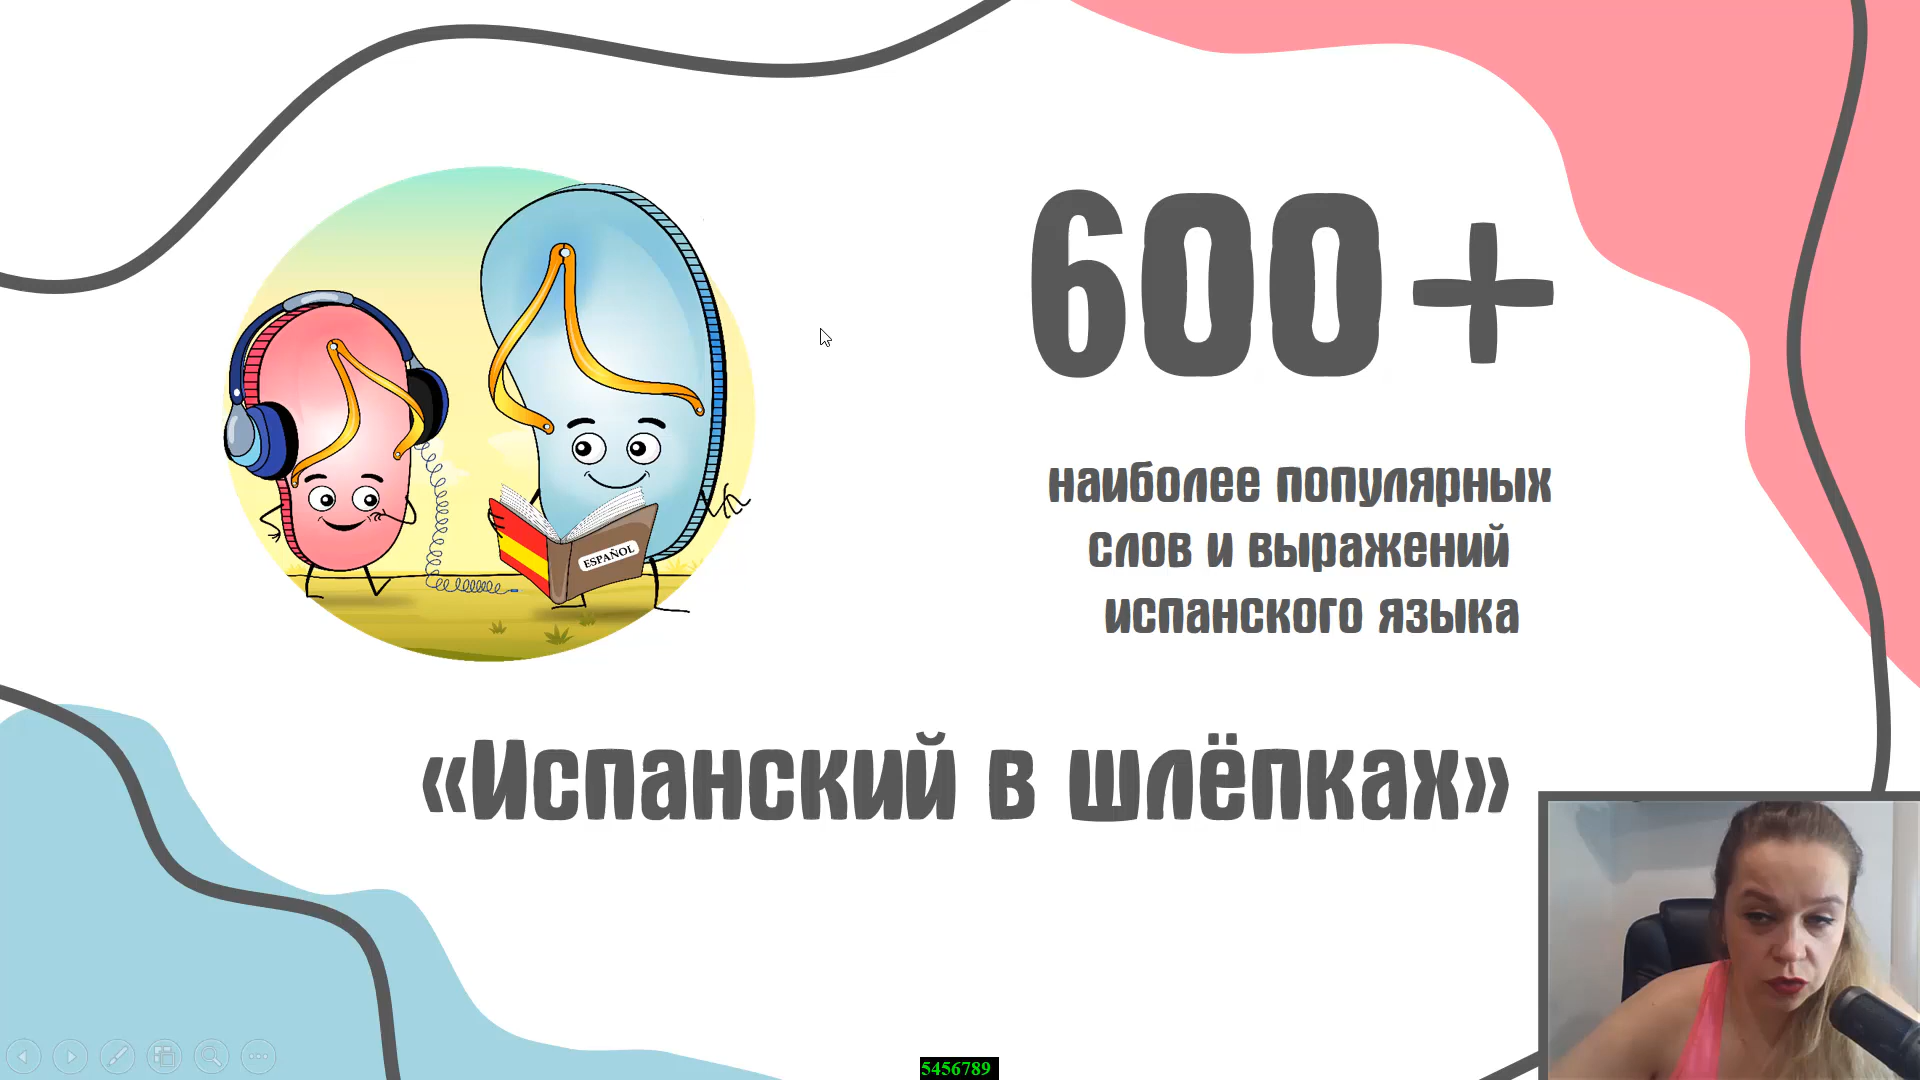 600+
наиболее популярных
слов и выражений
испанского языка
ESPAÑOL
«Испанский в шлёпках»
5456789